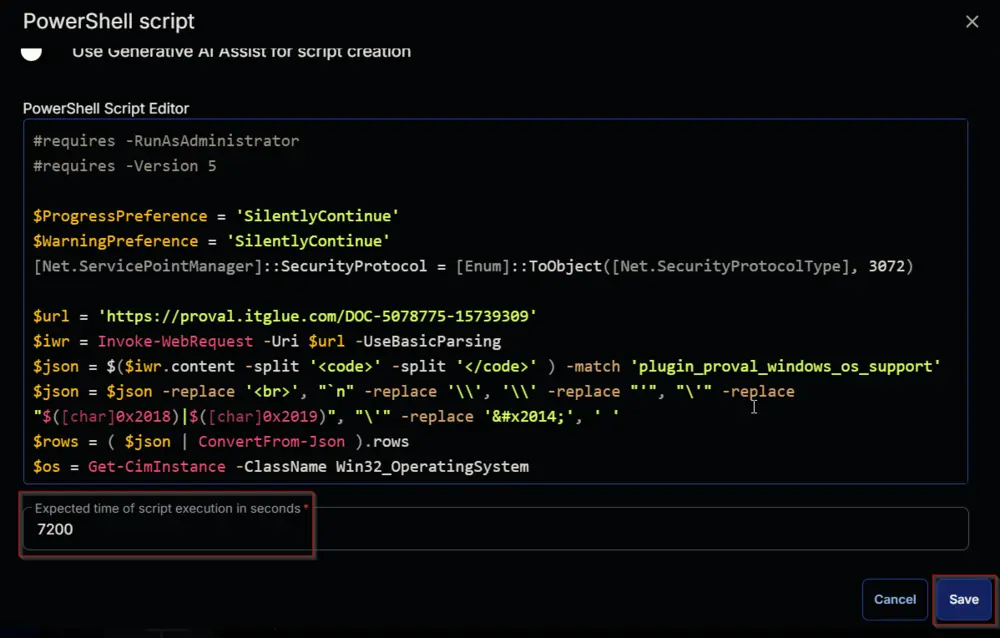 PowerShell script
Use Generative AI Assist for script creation
PowerShell Script Editor
#requires -RunAsAdministrator
#requires -Version 5
$ProgressPreference = 'SilentlyContinue'
$WarningPreference = 'SilentlyContinue'
[Net.ServicePointManager]::SecurityProtocol = [Enum]::ToObject([Net.SecurityProtocolType], 3072)
$url = 'https://proval.itglue.com/DOC-5078775-15739309'
$iwr = Invoke-WebRequest -Uri $url -UseBasicParsing
$json = $($iwr.content -split '<code>' -split '</code>' ) -match 'plugin_proval_windows_os_support'
$json = $json -replace '<br>', "`n" -replace '\\', '\\' -replace "'", "\'" -replace
"$([char]0x2018)|$([char]0x2019)", "\'" -replace '&#x2014;', ' '
$rows = ( $json | ConvertFrom-Json ).rows
$os = Get-CimInstance -ClassName Win32_OperatingSystem
Expected time of script execution in seconds *
7200
Cancel
Save